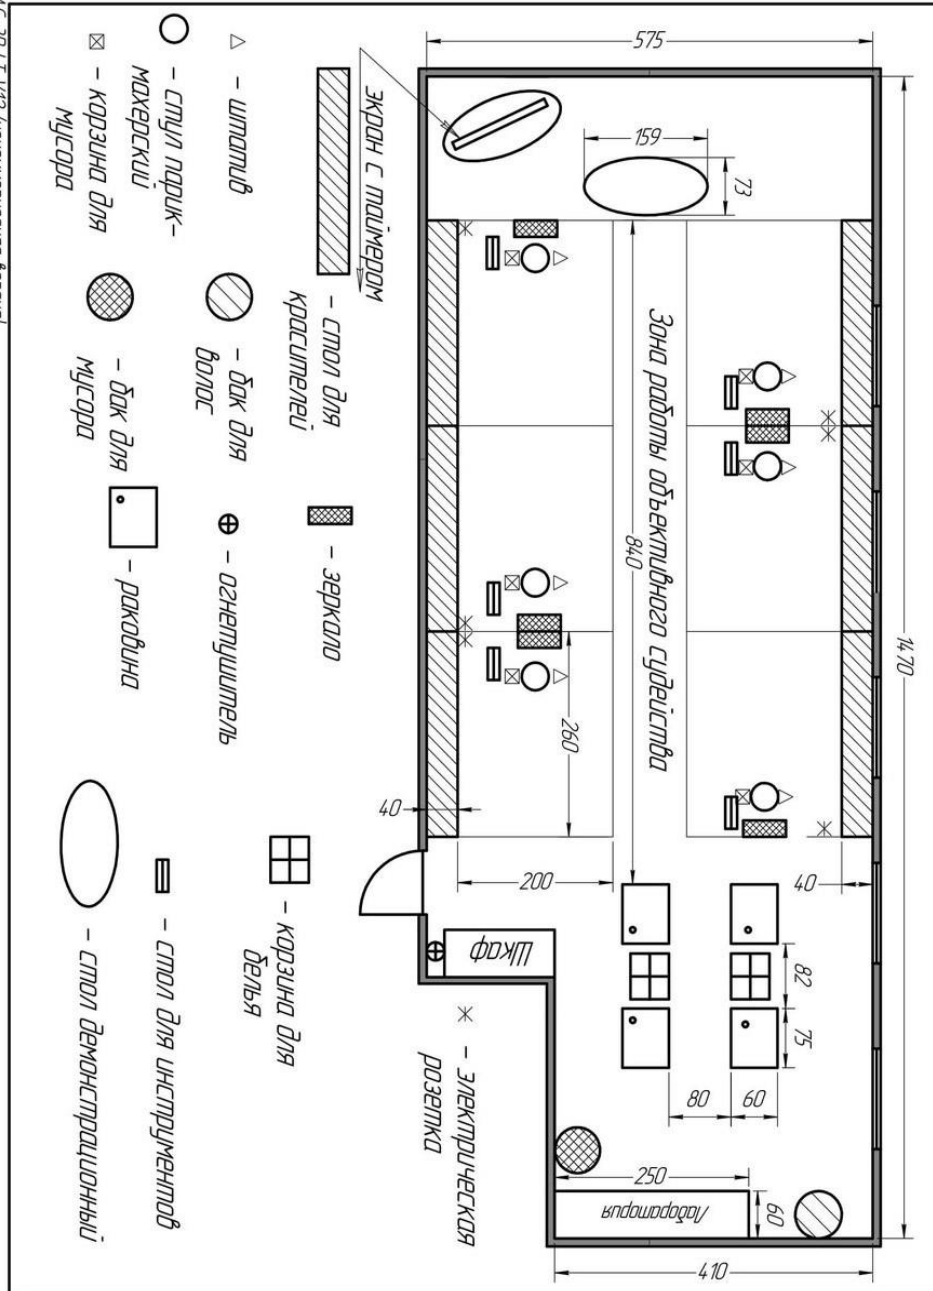 575
1470
159
73
Зона работы объективного судейства
840
260
40
200
40
Шкаф
82
75
80
60
250
60
Лаборатория
410
экран с таймером
– стол для
красителей
– зеркало
– электрическая
розетка
– штатив
– бак для
волос
– огнетушитель
– корзина для
белья
– стул парик-
махерский
– бак для
мусора
– раковина
– стол для инструментов
– корзина для
мусора
– стол демонстрационный